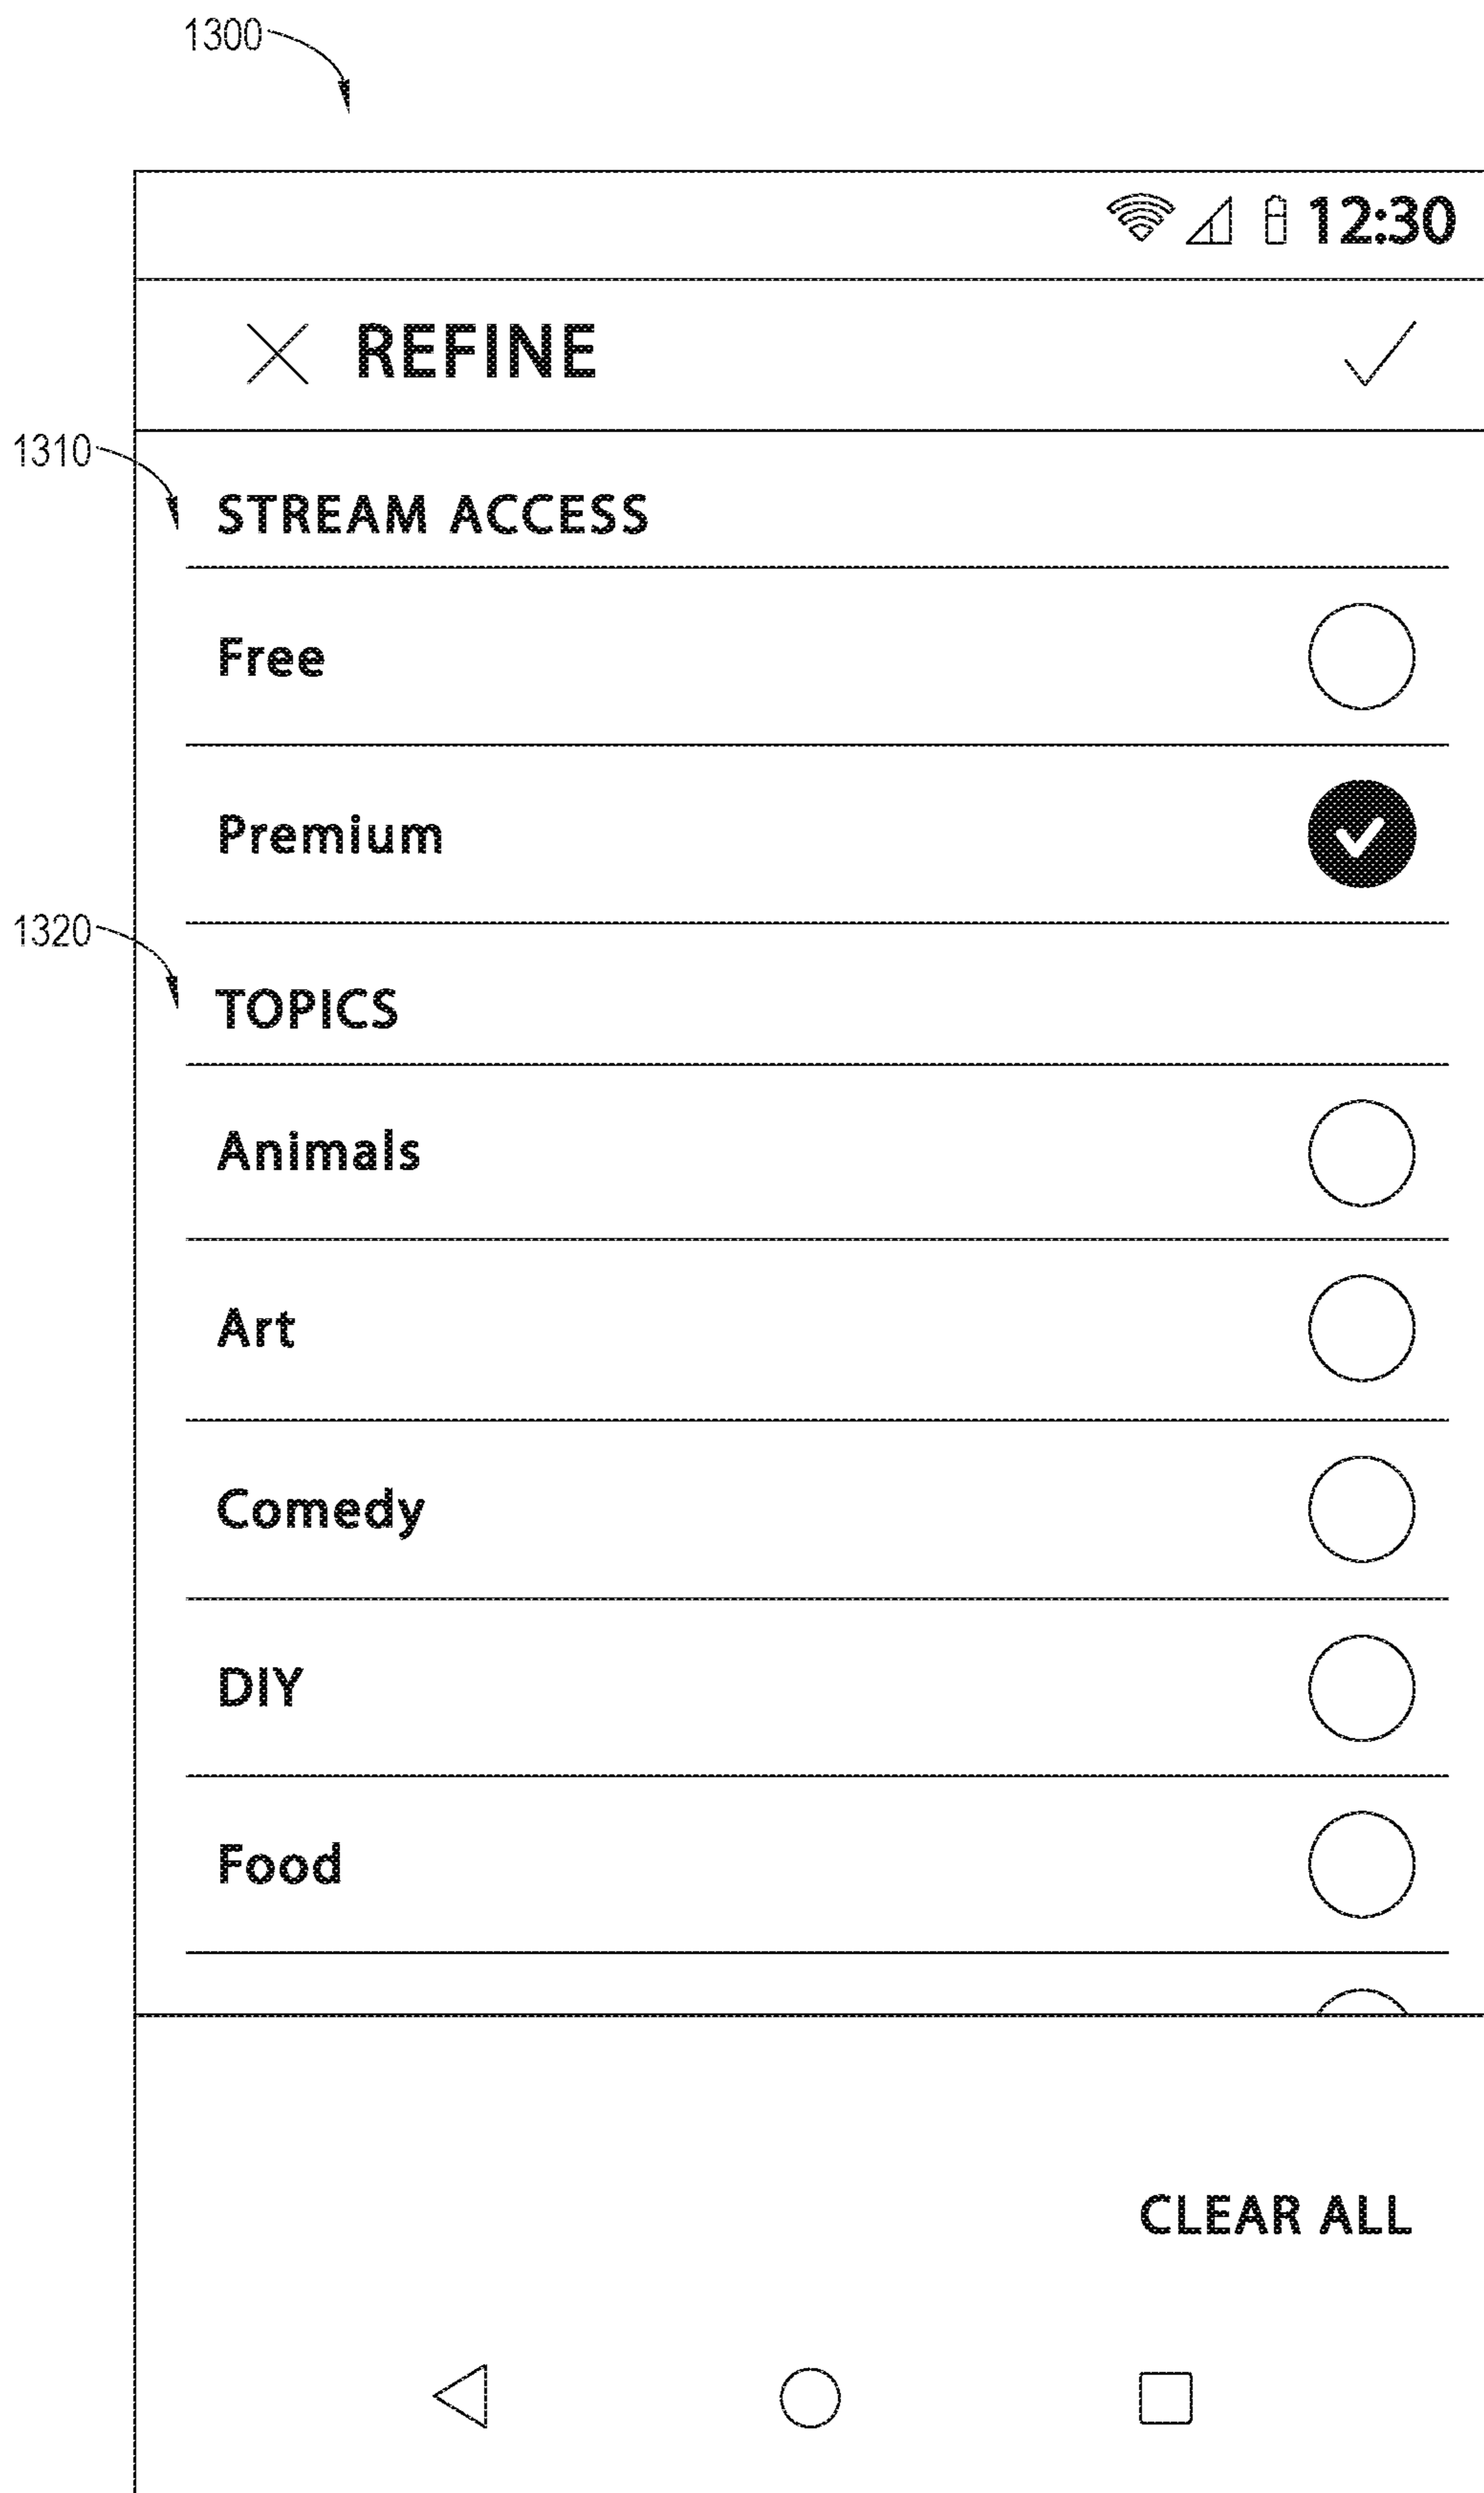 1300
12:30
REFINE
1310
STREAM ACCESS
Free
Premium
1320
TOPICS
Animals
Art
Comedy
DIY
Food
CLEAR ALL